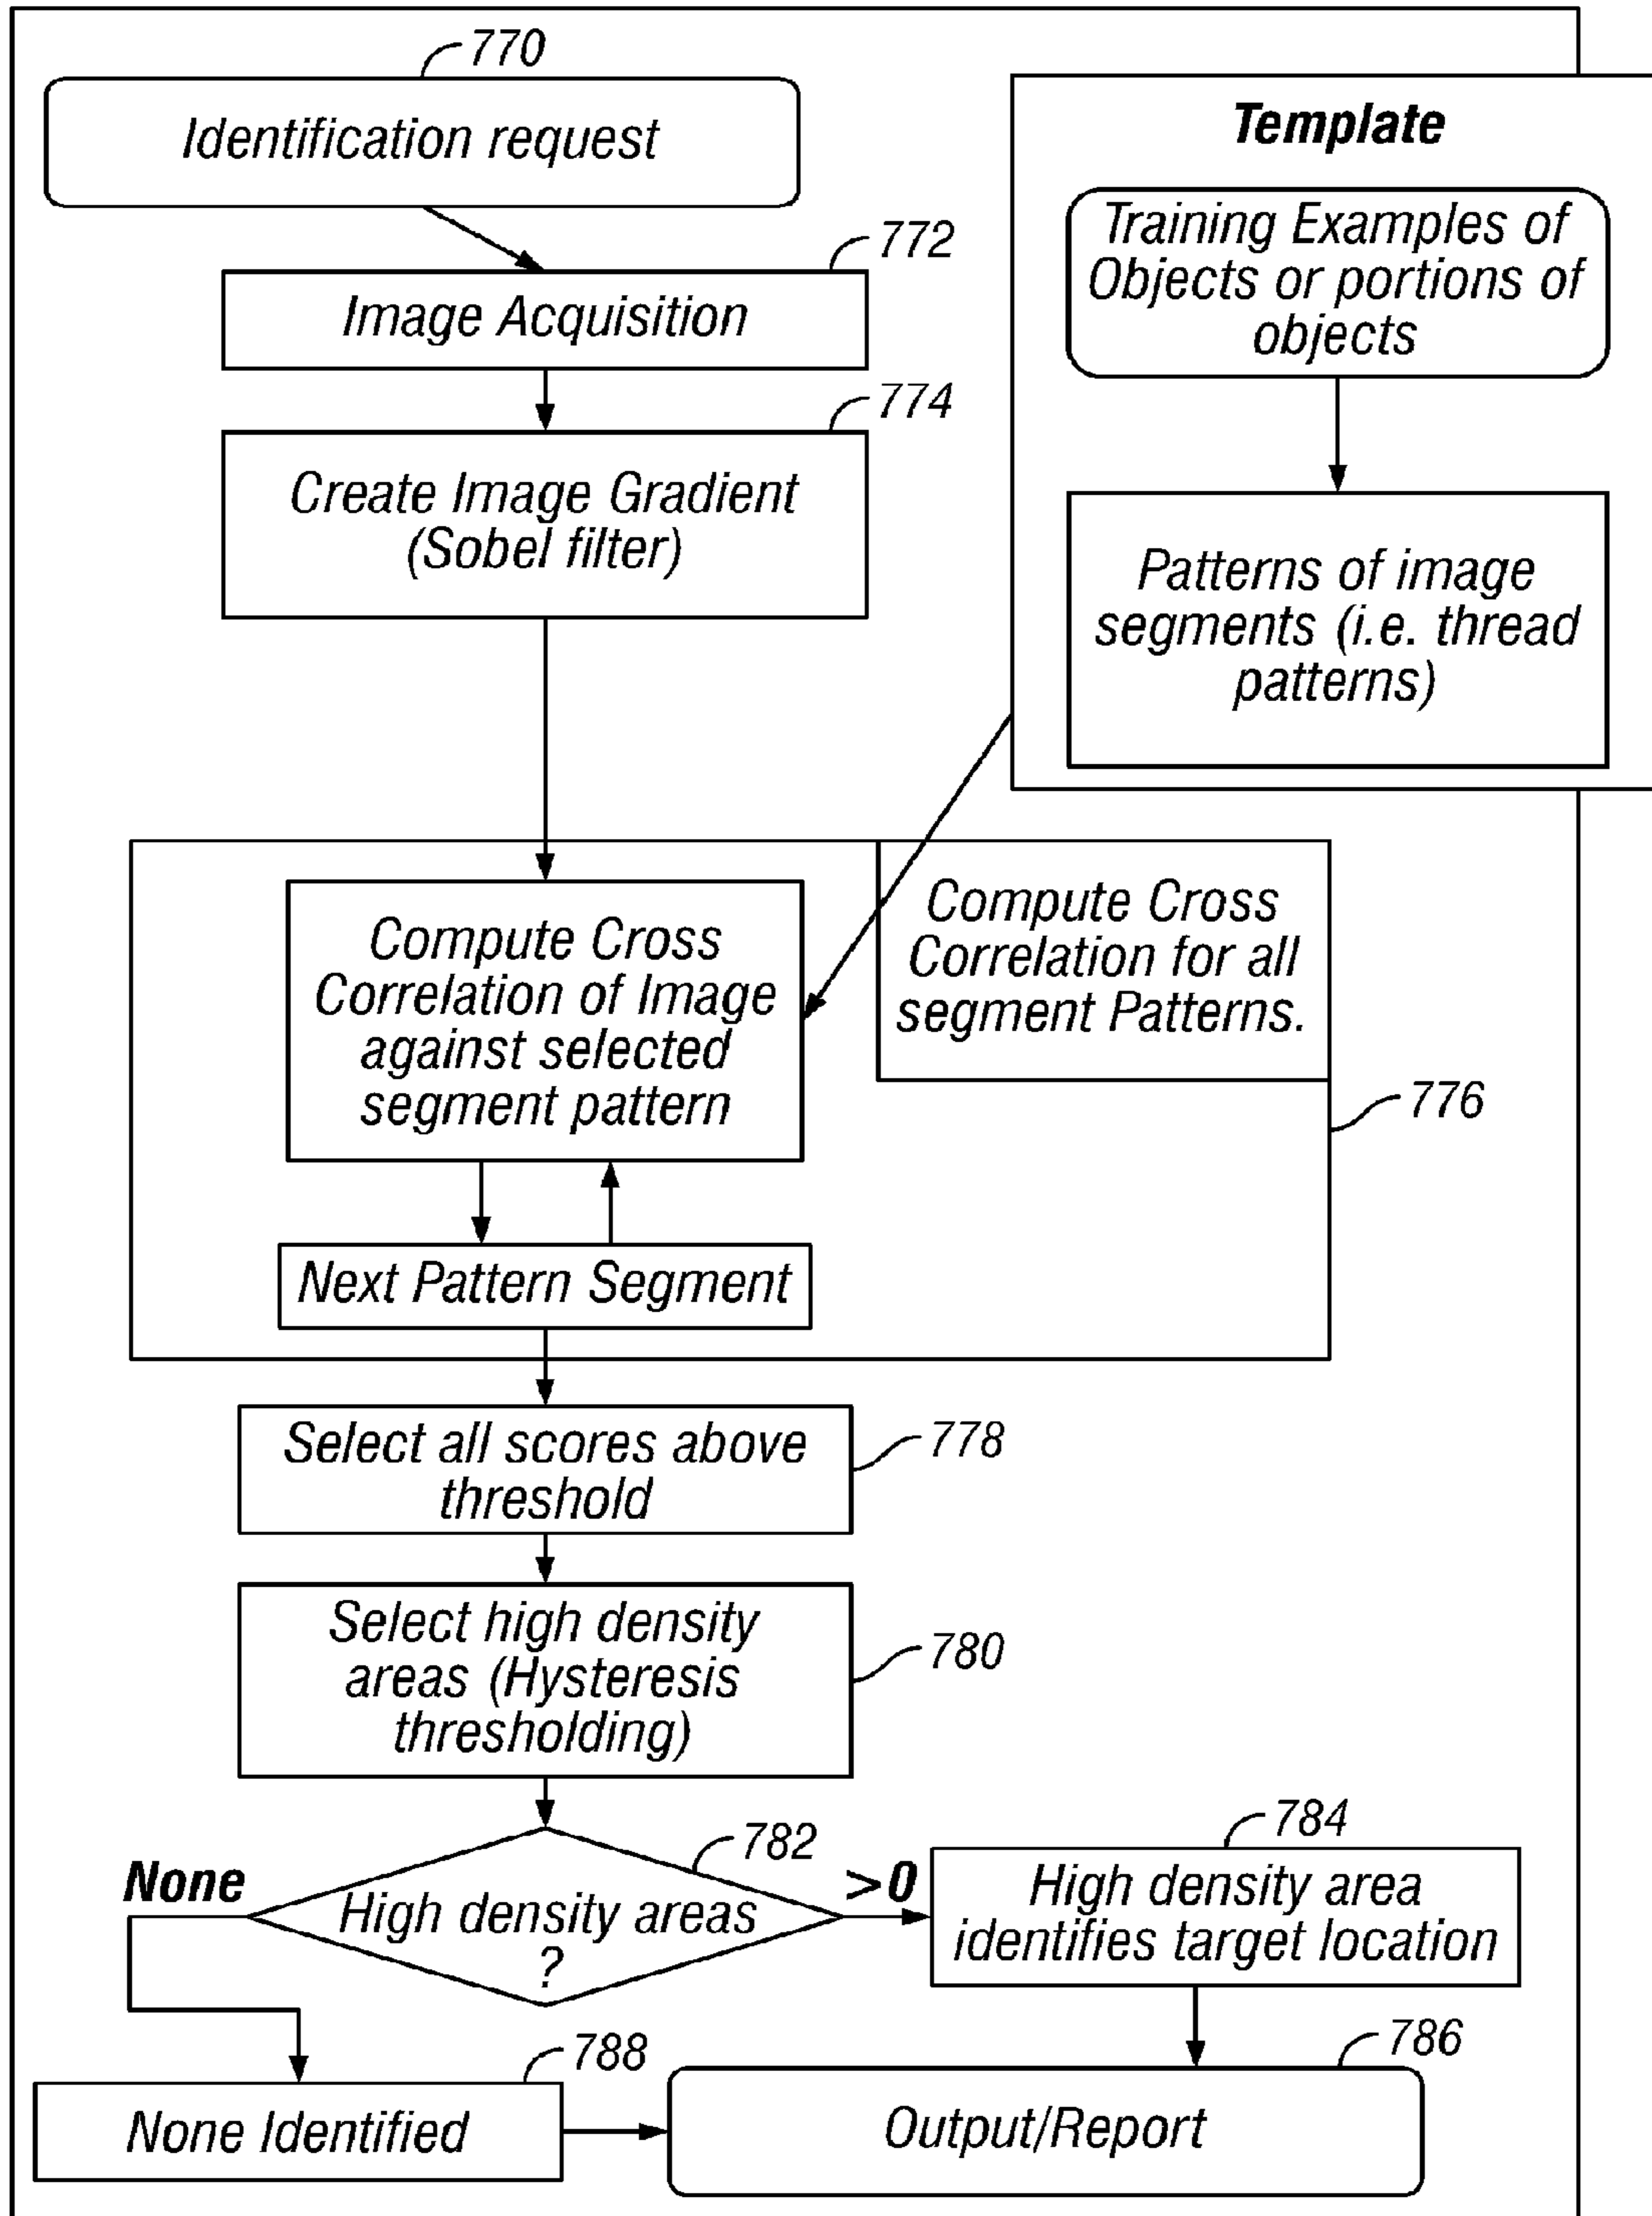 770
Identification request
Template
Training Examples of
Objects or portions of
objects
772
Image Acquisition
774
Create Image Gradient
(Sobel filter)
Patterns of image
segments (i.e. thread
patterns)
Compute Cross
Correlation of Image
against selected
segment pattern
Compute Cross
Correlation for all
segment Patterns.
776
Next Pattern Segment
Select all scores above
threshold
778
Select high density
areas (Hysteresis
thresholding)
780
782
None
High density areas
?
>0
784
High density area
identifies target location
788
None Identified
786
Output/Report